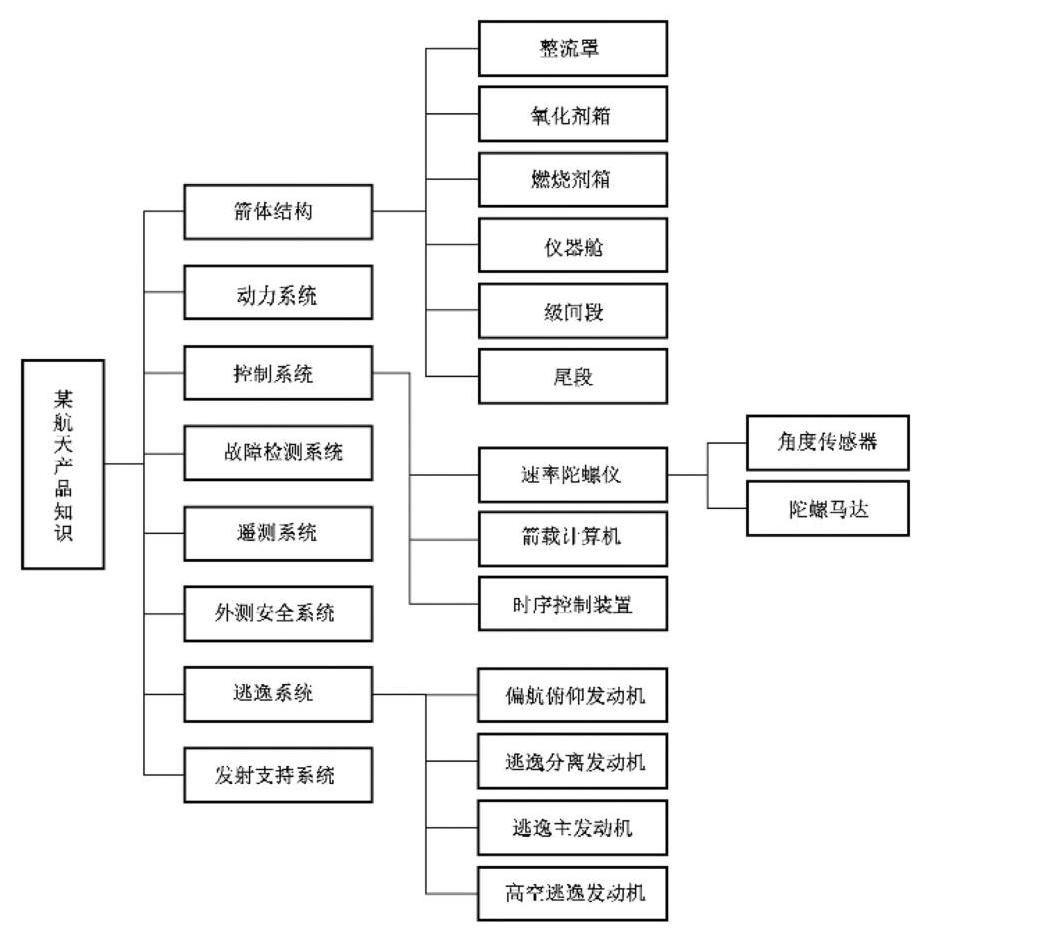 某航天产品知识
箭体结构
动力系统
控制系统
故障检测系统
遥测系统
外测安全系统
逃逸系统
发射支持系统
整流罩
氧化剂箱
燃烧剂箱
仪器舱
级间段
尾段
速率陀螺仪
箭载计算机
时序控制装置
偏航俯仰发动机
逃逸分离发动机
逃逸主发动机
高空逃逸发动机
角度传感器
陀螺马达